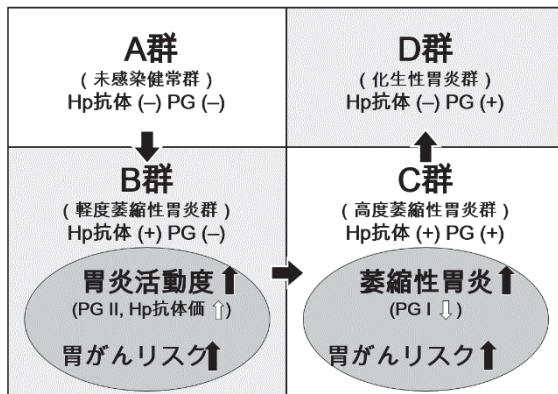 A群
(未感染健常群)
Hp抗体 (–) PG (–)
D群
(化生性胃炎群)
Hp抗体 (–) PG (+)
B群
(軽度萎縮性胃炎群)
Hp抗体 (+) PG (–)
胃炎活動度⬆
(PG II, Hp抗体価⇧)
胃がんリスク⬆
C群
(高度萎縮性胃炎群)
Hp抗体 (+) PG (+)
萎縮性胃炎⬆
(PG I ⇩)
胃がんリスク⬆